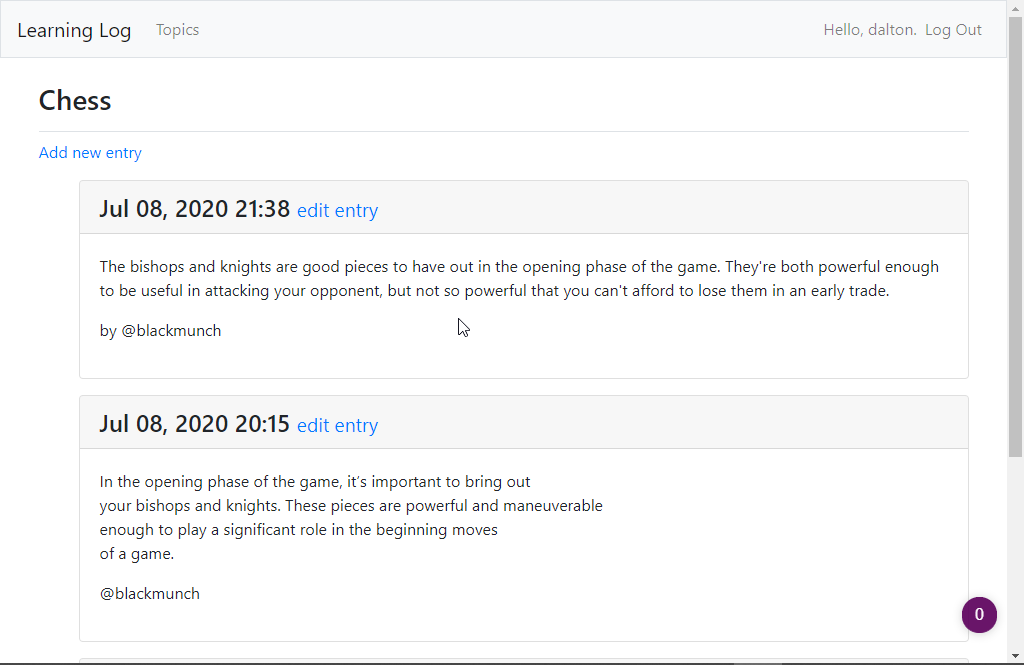 Learning Log Topics Hello, dalton. Log Out
Chess
Add new entry
Jul 08, 2020 21:38 edit entry
The bishops and knights are good pieces to have out in the opening phase of the game. They're both powerful enough
to be useful in attacking your opponent, but not so powerful that you can't afford to lose them in an early trade.
by @blackmunch
Jul 08, 2020 20:15 edit entry
In the opening phase of the game, it’s important to bring out
your bishops and knights. These pieces are powerful and maneuverable
enough to play a significant role in the beginning moves
of a game.
@blackmunch
0